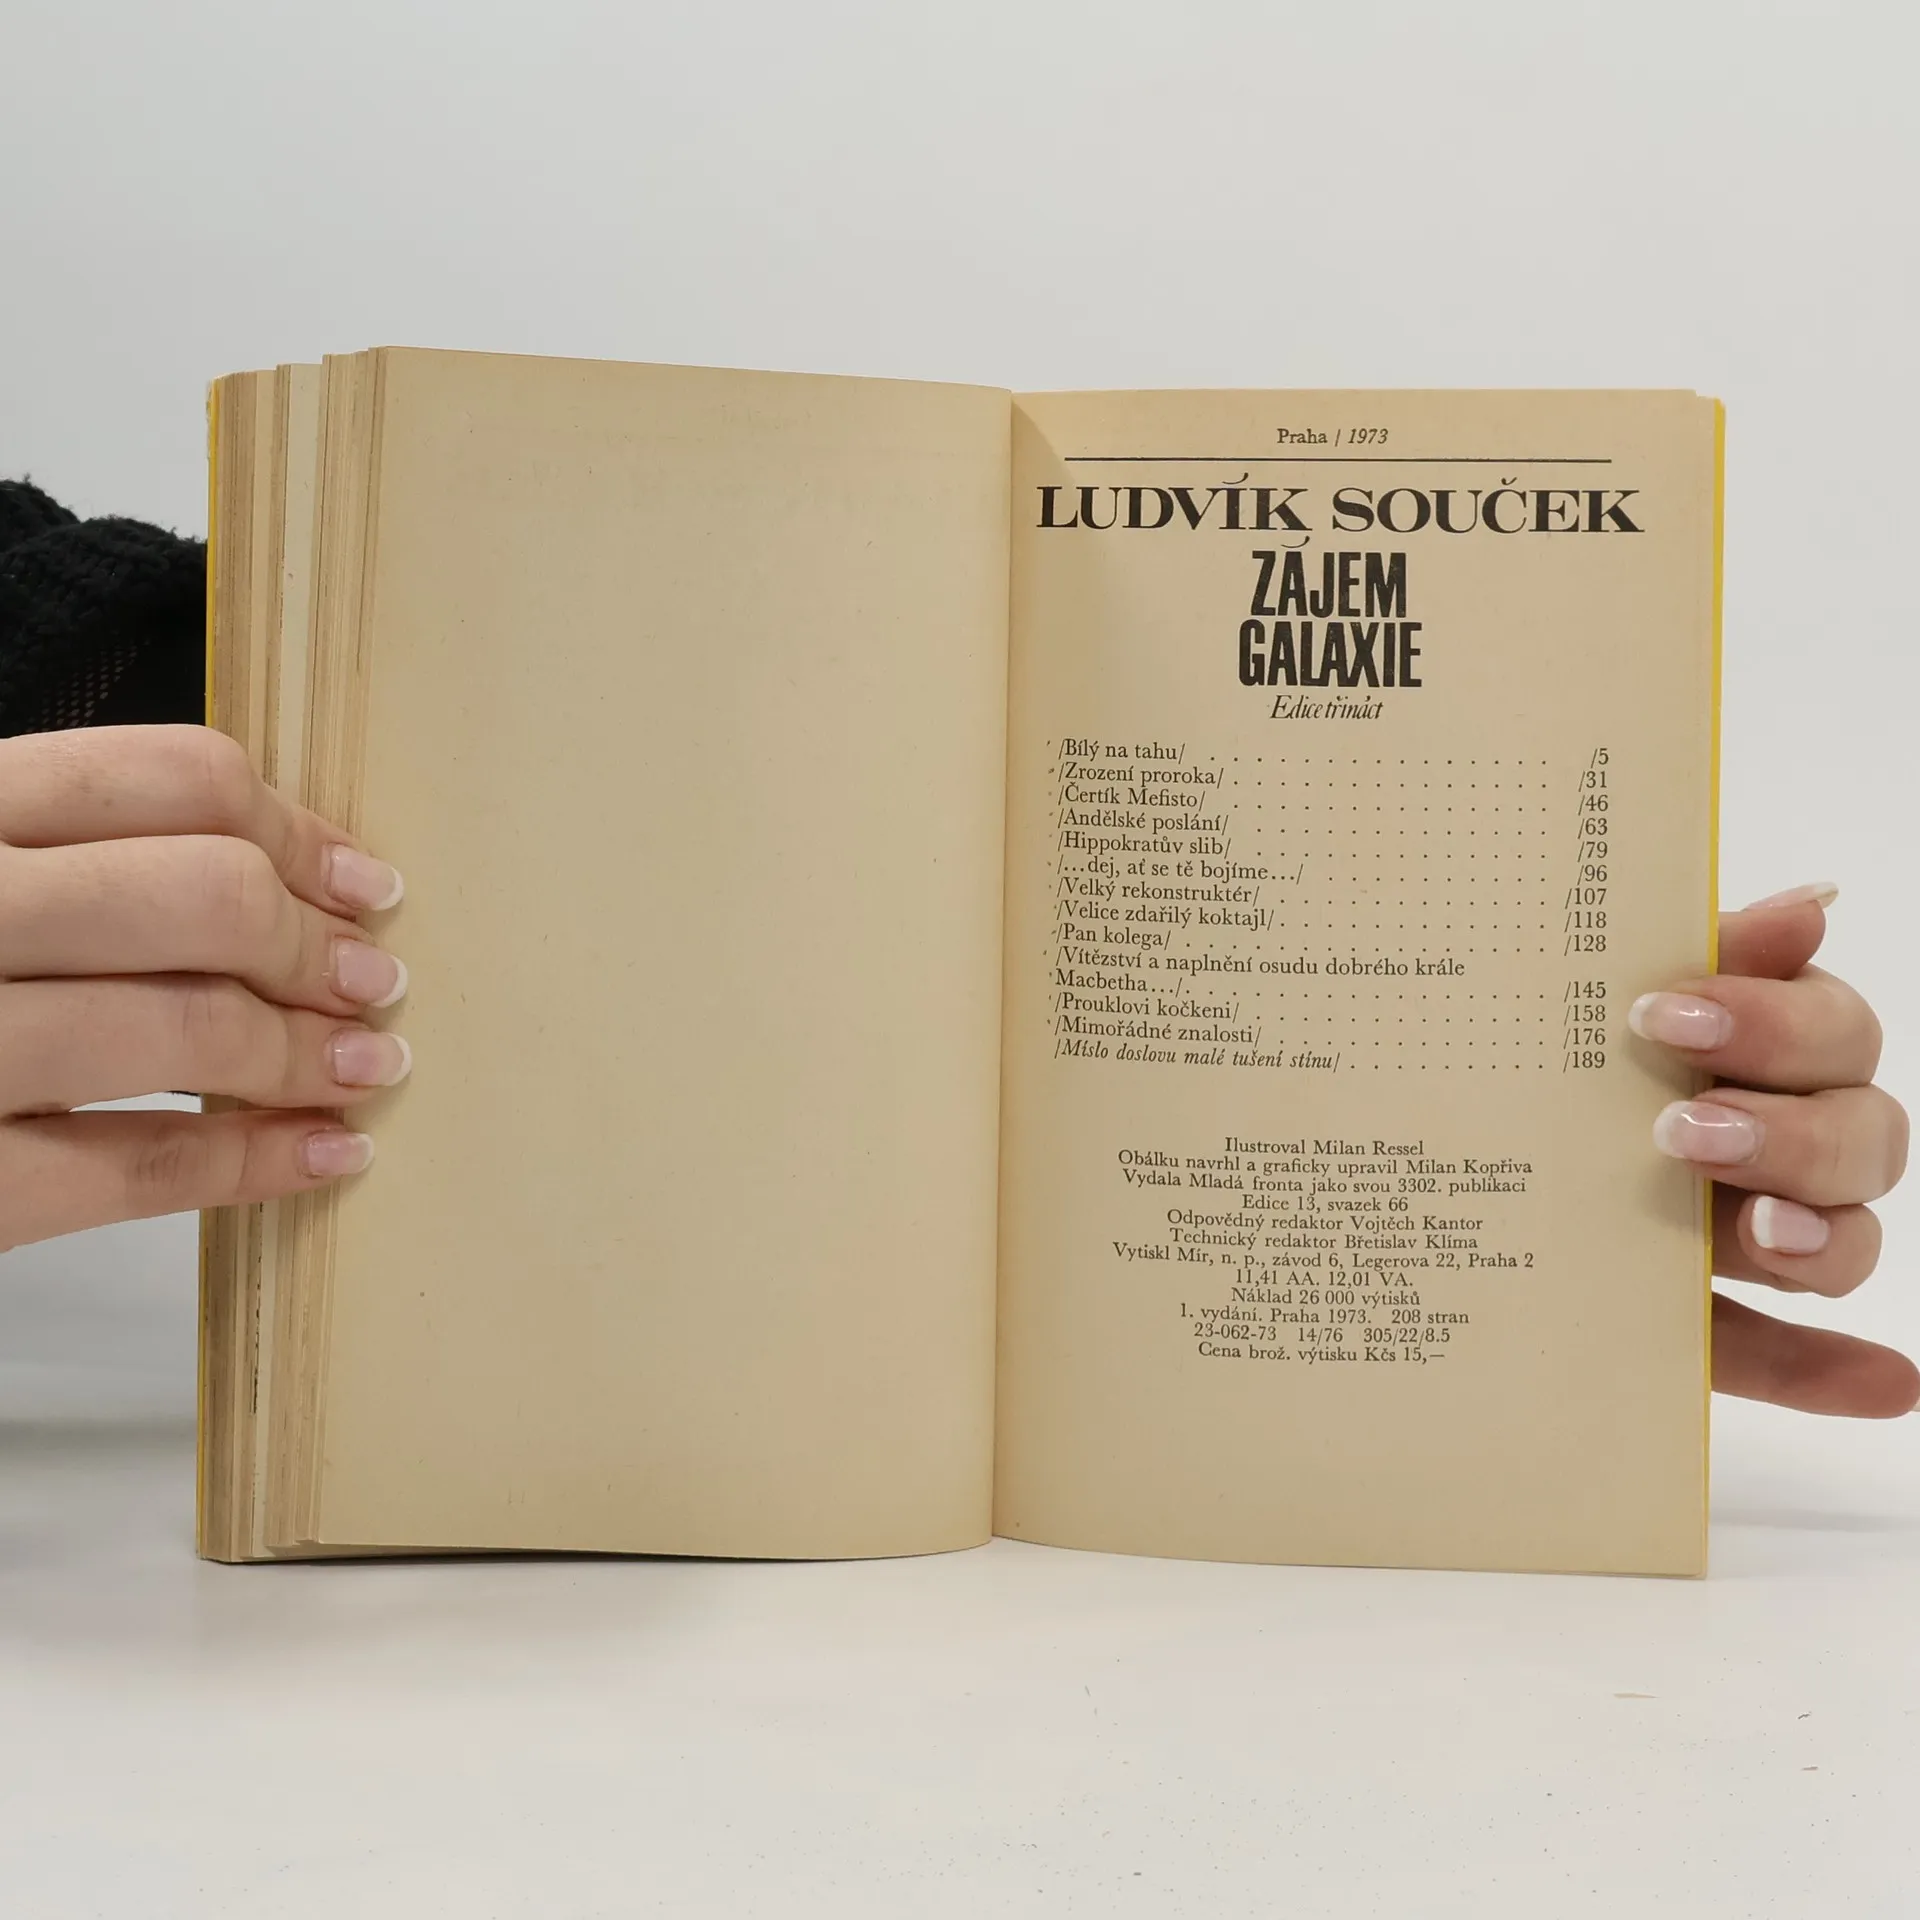 Praha / 1973
LUDVÍK SOUČEK
ZÁJEM
GALAXIE
Edice třináct
/Bílý na tahu/ . . . . . . . . . . . . . . . /5
/Zrození proroka/ . . . . . . . . . . . . . . /31
/Čertík Mefisto/ . . . . . . . . . . . . . . /46
/Andělské poslání/ . . . . . . . . . . . . . /63
/Hippokratův slib/ . . . . . . . . . . . . . /79
/...dej, ať se tě bojíme.../ . . . . . . . . . . /96
/Velký rekonstruktér/ . . . . . . . . . . . . /107
/Velice zdařilý koktajl/ . . . . . . . . . . . . /118
/Pan kolega/ . . . . . . . . . . . . . . . . /128
/Vítězství a naplnění osudu dobrého krále
Macbetha.../ . . . . . . . . . . . . . . . . /145
/Prouklovi kočkeni/ . . . . . . . . . . . . . /158
/Mimořádné znalosti/ . . . . . . . . . . . . /176
/Místo doslovu malé tušení stínu/ . . . . . . . . . /189
Ilustroval Milan Ressel
Obálku navrhl a graficky upravil Milan Kopřiva
Vydala Mladá fronta jako svou 3302. publikaci
Edice 13, svazek 66
Odpovědný redaktor Vojtěch Kantor
Technický redaktor Břetislav Klíma
Vytiskl Mír, n. p., závod 6, Legerova 22, Praha 2
11,41 AA. 12,01 VA.
Náklad 26 000 výtisků
1. vydání. Praha 1973. 208 stran
23-062-73 14/76 305/22/8.5
Cena brož. výtisku Kčs 15,—